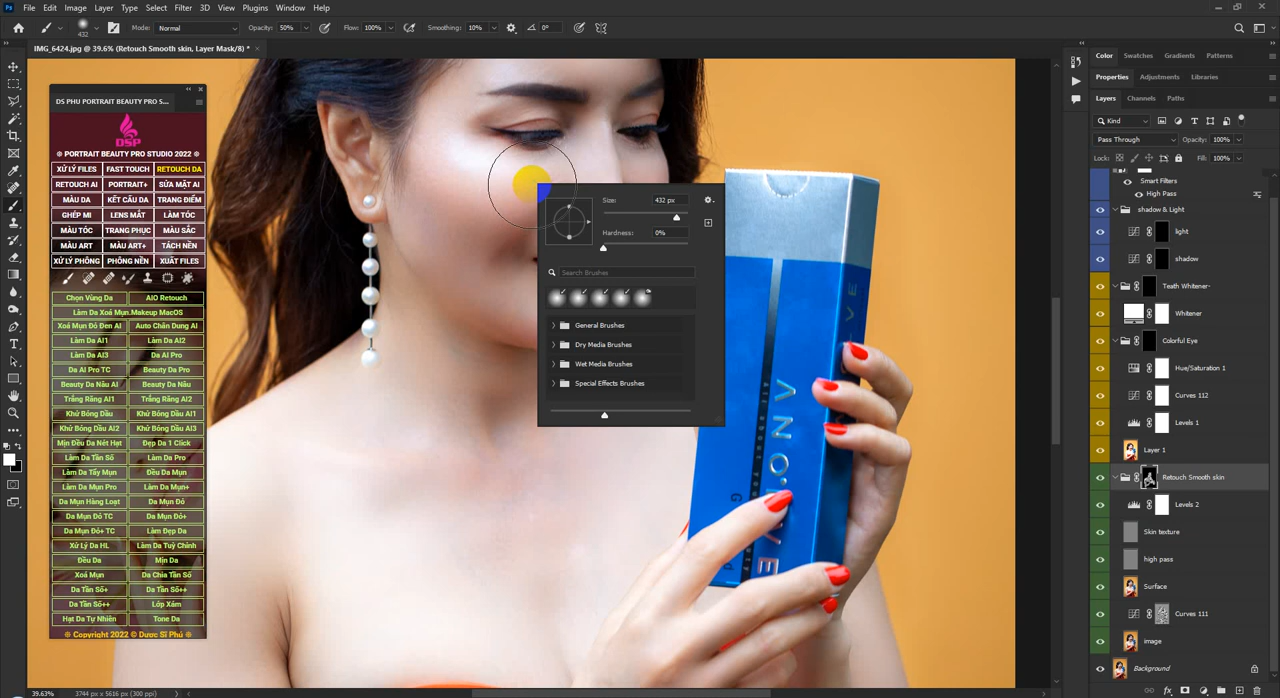 Ps File Edit Image Layer Type Select Filter 3D View Plugins Window Help
432 Mode: Normal Opacity: 50% Flow: 100% Smoothing: 10% 0°
IMG_6424.jpg @ 39.6% (Retouch Smooth skin, Layer Mask/8) * ×
DS PHU PORTRAIT BEAUTY PRO S...
DSP
PORTRAIT BEAUTY PRO STUDIO 2022
XỬ LÝ FILES FAST TOUCH RETOUCH DA
RETOUCH AI PORTRAIT+ SỬA MẶT AI
MÀU DA KẾT CẤU DA TRANG ĐIỂM
GHÉP MI LENS MẮT LÀM TÓC
MÀU TÓC TRANG PHỤC MÀU SẮC
MÀU ART MÀU ART+ TÁCH NỀN
XỬ LÝ PHÔNG PHÔNG NỀN XUẤT FILES
Chọn Vùng Da AIO Retouch
Làm Da Xoá Mụn.Makeup MacOS
Xoá Mụn Đỏ Đen AI Auto Chân Dung AI
Làm Da AI1 Làm Da AI2
Làm Da AI3 Da AI Pro
Da AI Pro TC Beauty Da Pro
Beauty Da Nâu AI Beauty Da Nâu
Trắng Răng AI1 Trắng Răng AI2
Khử Bóng Dầu Khử Bóng Dầu AI1
Khử Bóng Dầu AI2 Khử Bóng Dầu AI3
Mịn Đều Da Nét Hạt Đẹp Da 1 Click
Làm Da Tần Số Làm Da Pro
Làm Da Tẩy Mụn Đều Da Mụn
Làm Da Mụn Pro Làm Da Mụn+
Da Mụn Hàng Loạt Da Mụn Đỏ
Da Mụn Đỏ TC Da Mụn Đỏ+
Da Mụn Đỏ+ TC Làm Đẹp Da
Xử Lý Da HL Làm Da Tuỳ Chỉnh
Đều Da Mịn Da
Xoá Mụn Da Chia Tần Số
Da Tần Số+ Da Tần Số++
Da Tần Số++ Lớp Xám
Hạt Da Tự Nhiên Tone Da
Copyright 2022 © Dược Sĩ Phú
Size: 432 px
Hardness: 0%
Search Brushes
General Brushes
Dry Media Brushes
Wet Media Brushes
Special Effects Brushes
Color Swatches Gradients Patterns
Properties Adjustments Libraries
Layers Channels Paths
Kind
Pass Through Opacity: 100%
Lock: Fill: 100%
Smart Filters
High Pass
shadow & Light
light
shadow
Teath Whitener-
Whitener
Colorful Eye
Hue/Saturation 1
Curves 112
Levels 1
Layer 1
Retouch Smooth skin
Levels 2
Skin texture
high pass
Surface
Curves 111
image
Background
39.63% 3744 px x 5616 px (300 ppi)